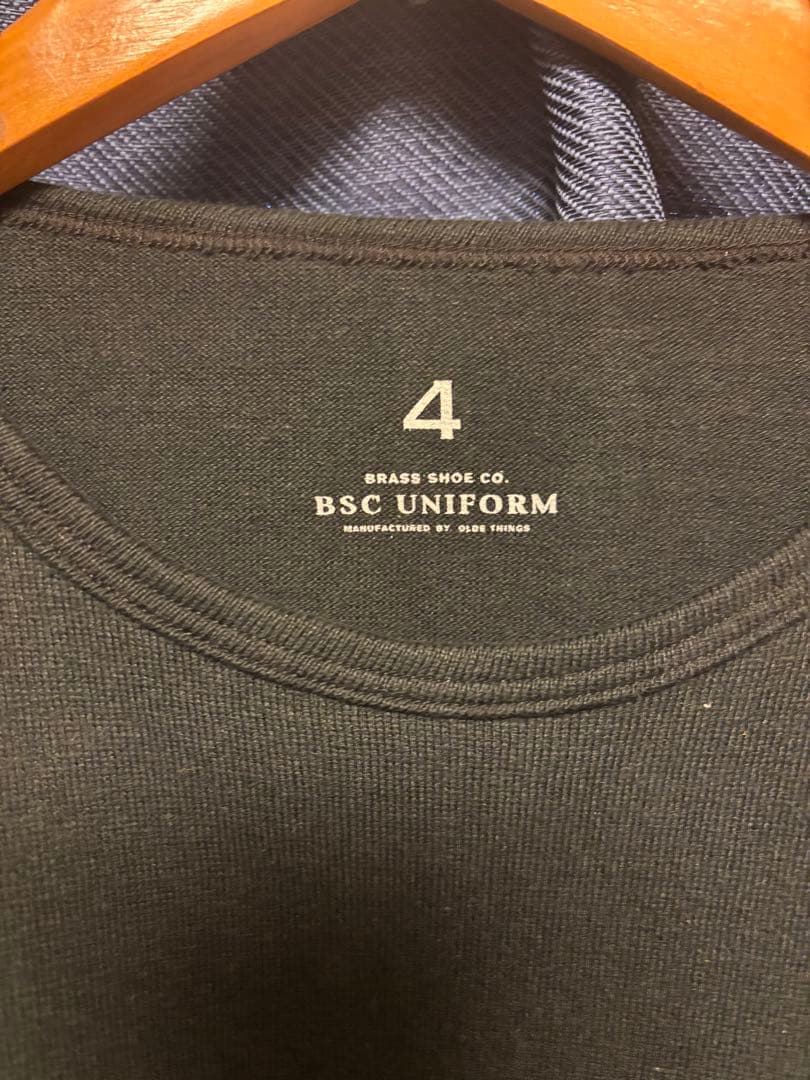 4
BRASS SHOE CO.
BSC UNIFORM
MANUFACTURED BY OLDE THINGS